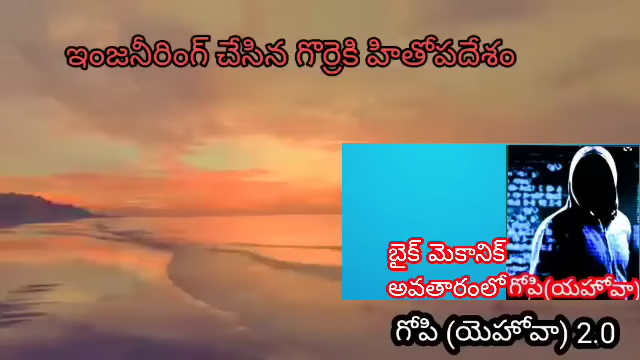 ఇంజనీరింగ్ చేసిన గొర్రెకి హితోపదేశం
బైక్ మెకానిక్
అవతారంలో గోపి(యహోవా)
గోపి (యెహోవా) 2.0